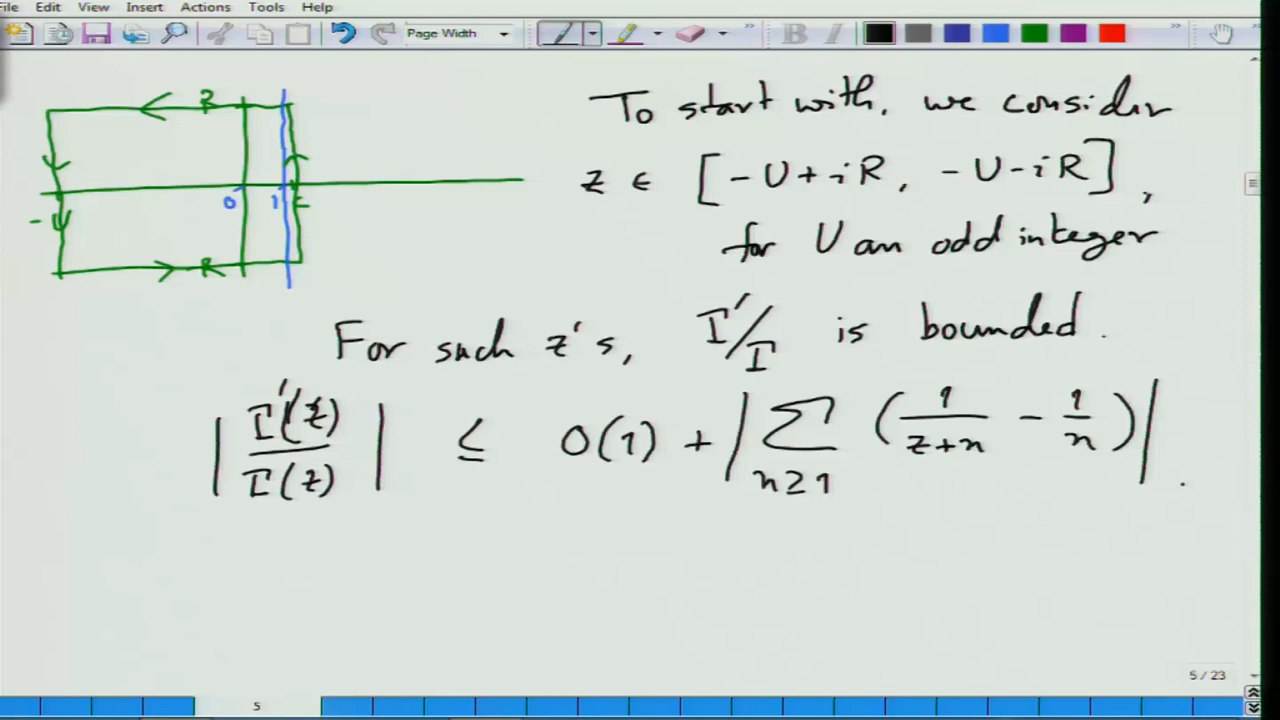 File Edit View Insert Actions Tools Help
Page Width
R
0 1
R
To start with, we consider
z ∈ [-U+iR, -U-iR],
for U an odd integer
For such z's, Γ'/Γ is bounded.
|Γ'(z)/Γ(z)| ≤ O(1) + |∑_{n≥1} (1/(z+n) - 1/n)|.
5 / 23
5